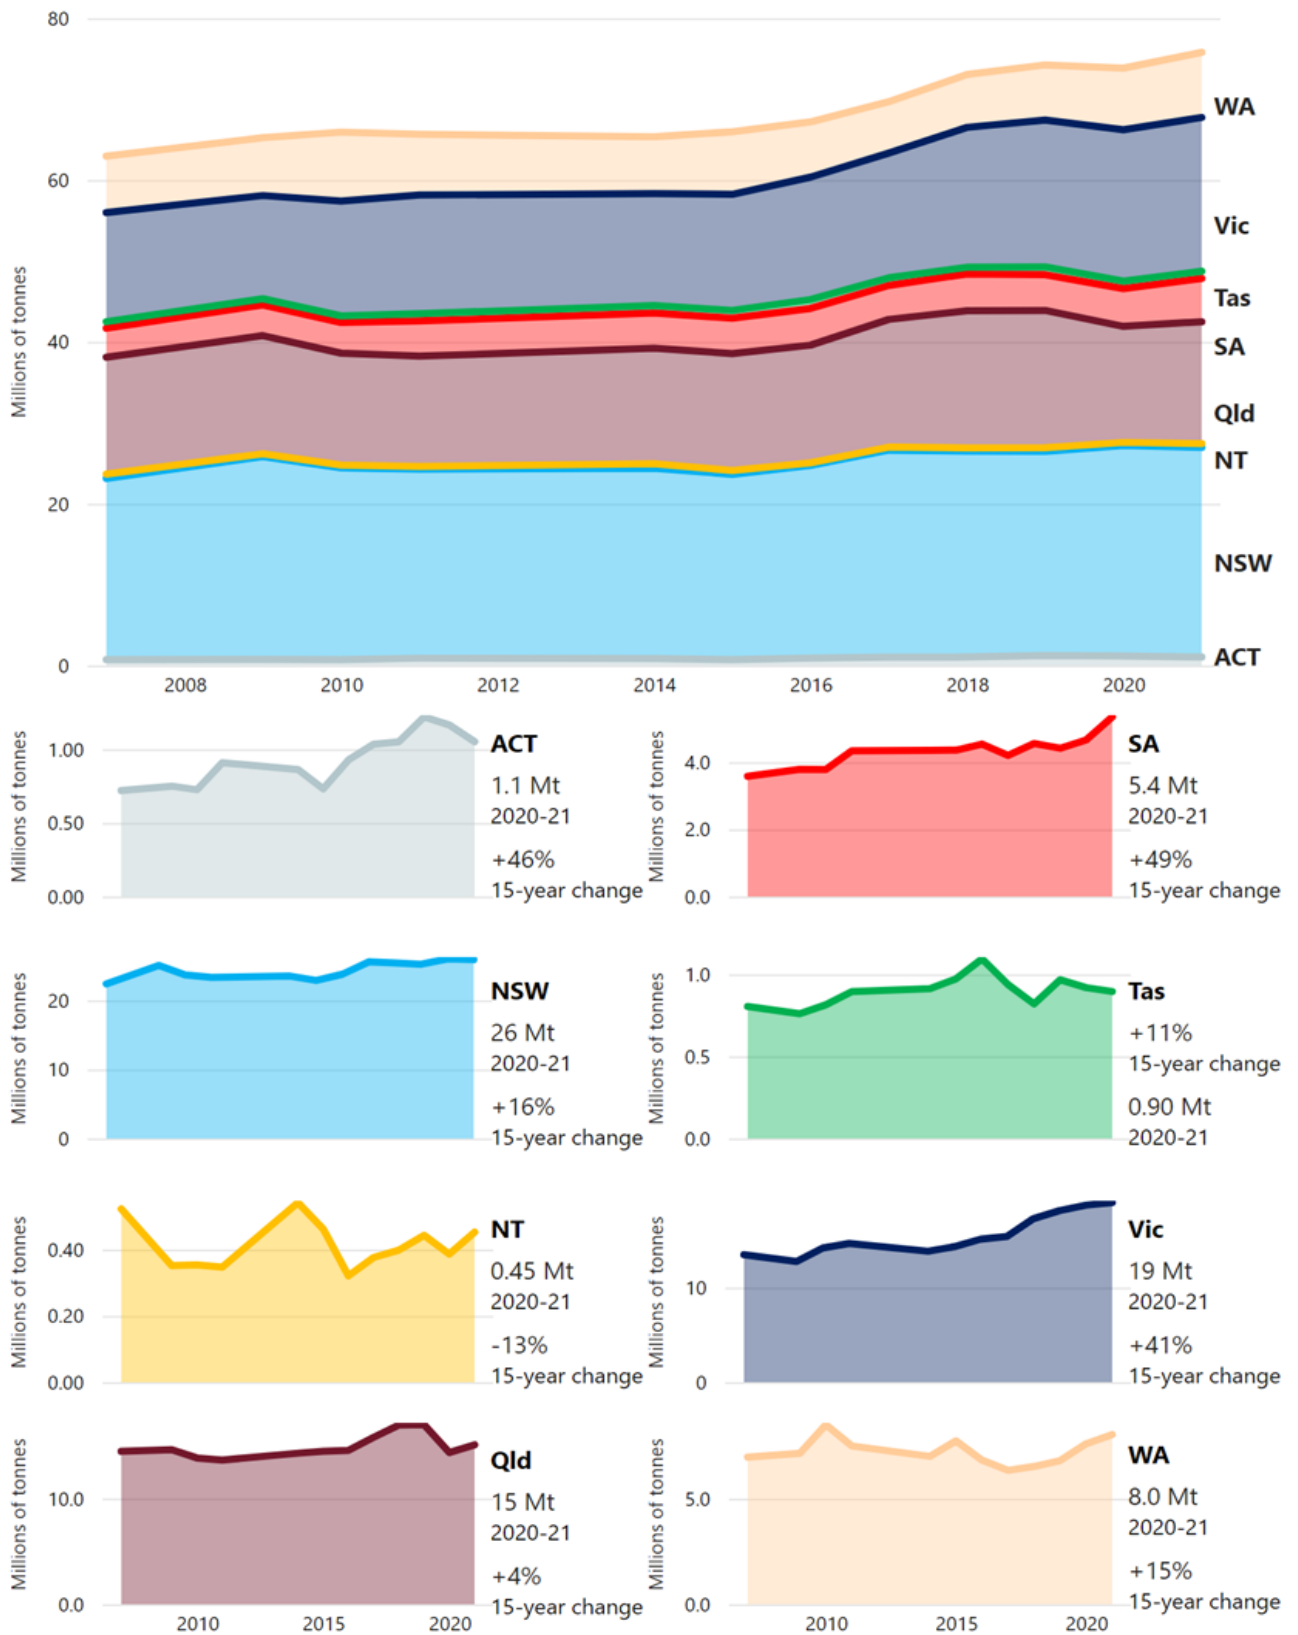 80
60
40
20
0
Millions of tonnes
WA
Vic
Tas
SA
Qld
NT
NSW
ACT
2008 2010 2012 2014 2016 2018 2020
Millions of tonnes
1.00
0.50
0.00
ACT
1.1 Mt
2020-21
+46%
15-year change
Millions of tonnes
4.0
2.0
0.0
SA
5.4 Mt
2020-21
+49%
15-year change
Millions of tonnes
20
10
0
NSW
26 Mt
2020-21
+16%
15-year change
Millions of tonnes
1.0
0.5
0.0
Tas
+11%
15-year change
0.90 Mt
2020-21
Millions of tonnes
0.40
0.20
0.00
NT
0.45 Mt
2020-21
-13%
15-year change
Millions of tonnes
10
0
Vic
19 Mt
2020-21
+41%
15-year change
Millions of tonnes
10.0
0.0
Qld
15 Mt
2020-21
+4%
15-year change
2010 2015 2020
Millions of tonnes
5.0
0.0
WA
8.0 Mt
2020-21
+15%
15-year change
2010 2015 2020